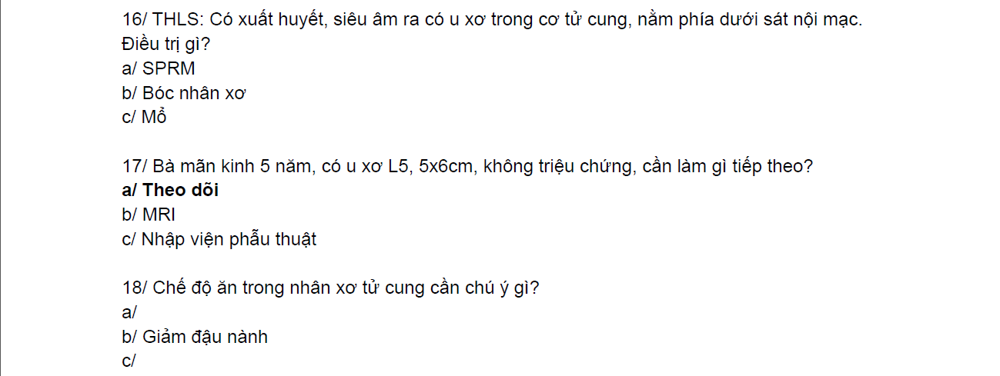 16/ THLS: Có xuất huyết, siêu âm ra có u xơ trong cơ tử cung, nằm phía dưới sát nội mạc.
Điều trị gì?
a/ SPRM
b/ Bóc nhân xơ
c/ Mổ
17/ Bà mãn kinh 5 năm, có u xơ L5, 5x6cm, không triệu chứng, cần làm gì tiếp theo?
a/ Theo dõi
b/ MRI
c/ Nhập viện phẫu thuật
18/ Chế độ ăn trong nhân xơ tử cung cần chú ý gì?
a/
b/ Giảm đậu nành
c/